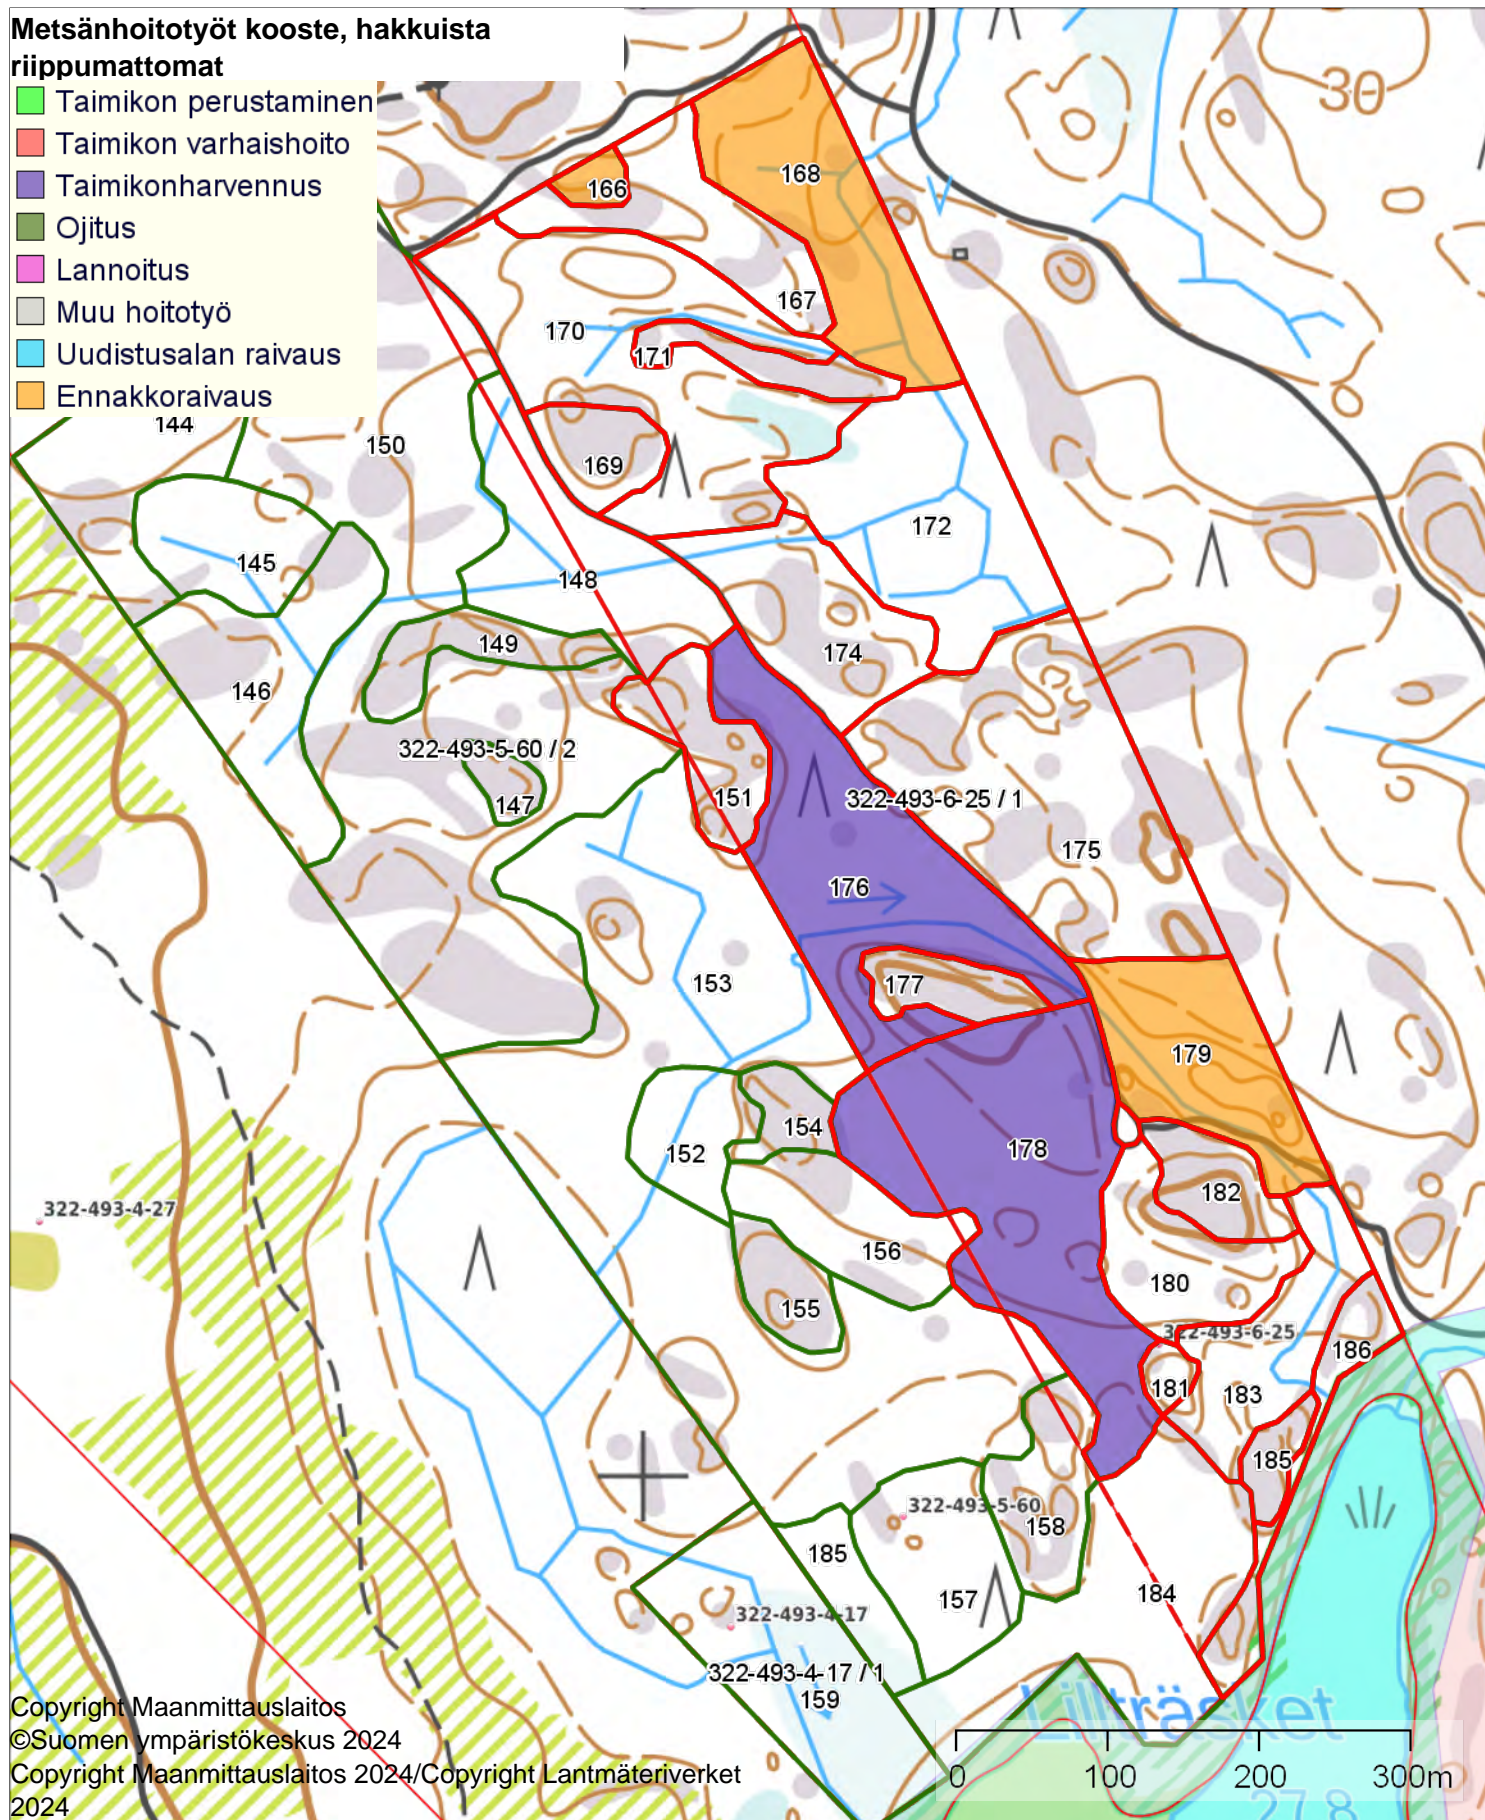 Metsänhoitotyöt kooste, hakkuista
riippumattomat
Taimikon perustaminen
Taimikon varhaishoito
Taimikonharvennus
Ojitus
Lannoitus
Muu hoitotyö
Uudistusalan raivaus
Ennakkoraivaus
30
168
166
167
170
171
144
150
169
172
145
148
149
174
146
322-493-5-60 / 2
147
151
322-493-6-25 / 1
175
176
153
177
179
154
178
152
182
322-493-4-27
156
180
155
322-493-6-25
186
181
183
185
322-493-5-60
158
185
157
184
322-493-4-17
322-493-4-17 / 1
159
Lillträsket
27.8
0 100 200 300m
Copyright Maanmittauslaitos
©Suomen ympäristökeskus 2024
Copyright Maanmittauslaitos 2024/Copyright Lantmäteriverket
2024